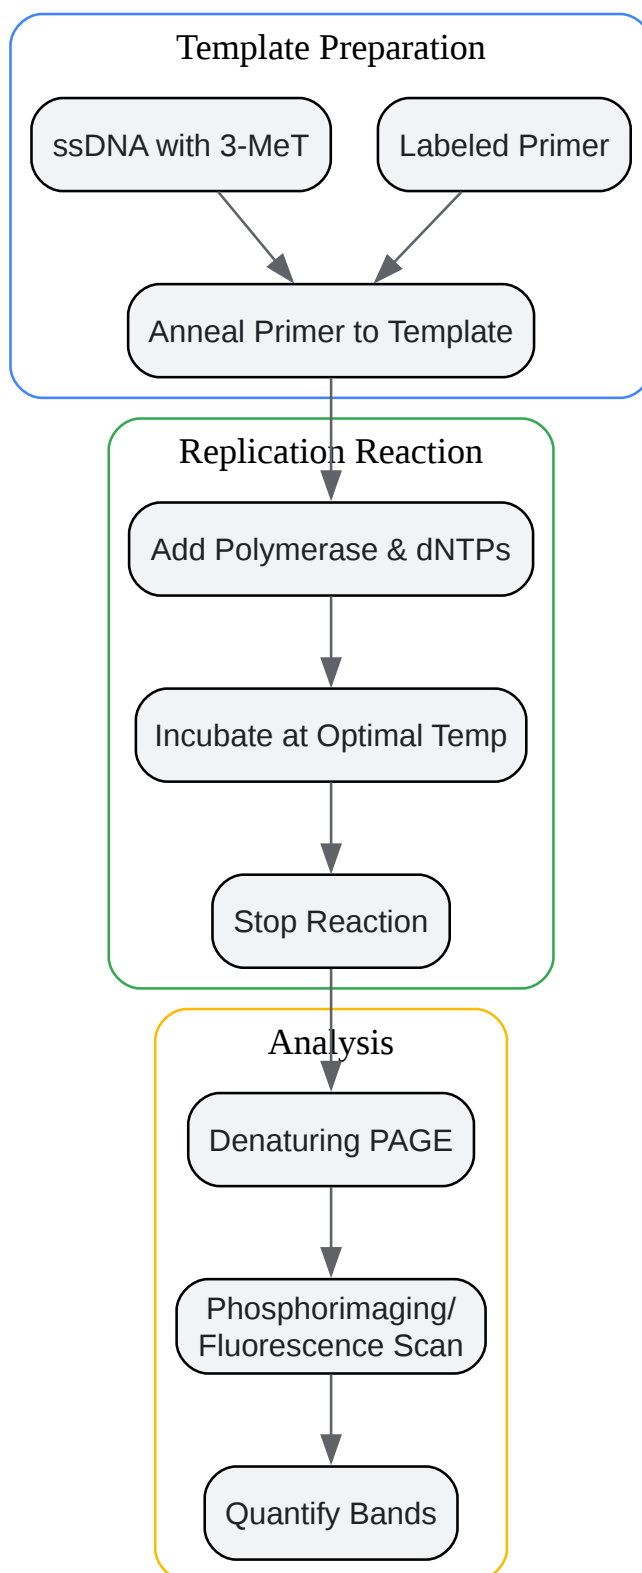 Template Preparation
ssDNA with 3-MeT
Labeled Primer
Anneal Primer to Template
Replication Reaction
Add Polymerase & dNTPs
Incubate at Optimal Temp
Stop Reaction
Analysis
Denaturing PAGE
Phosphorimaging/
Fluorescence Scan
Quantify Bands